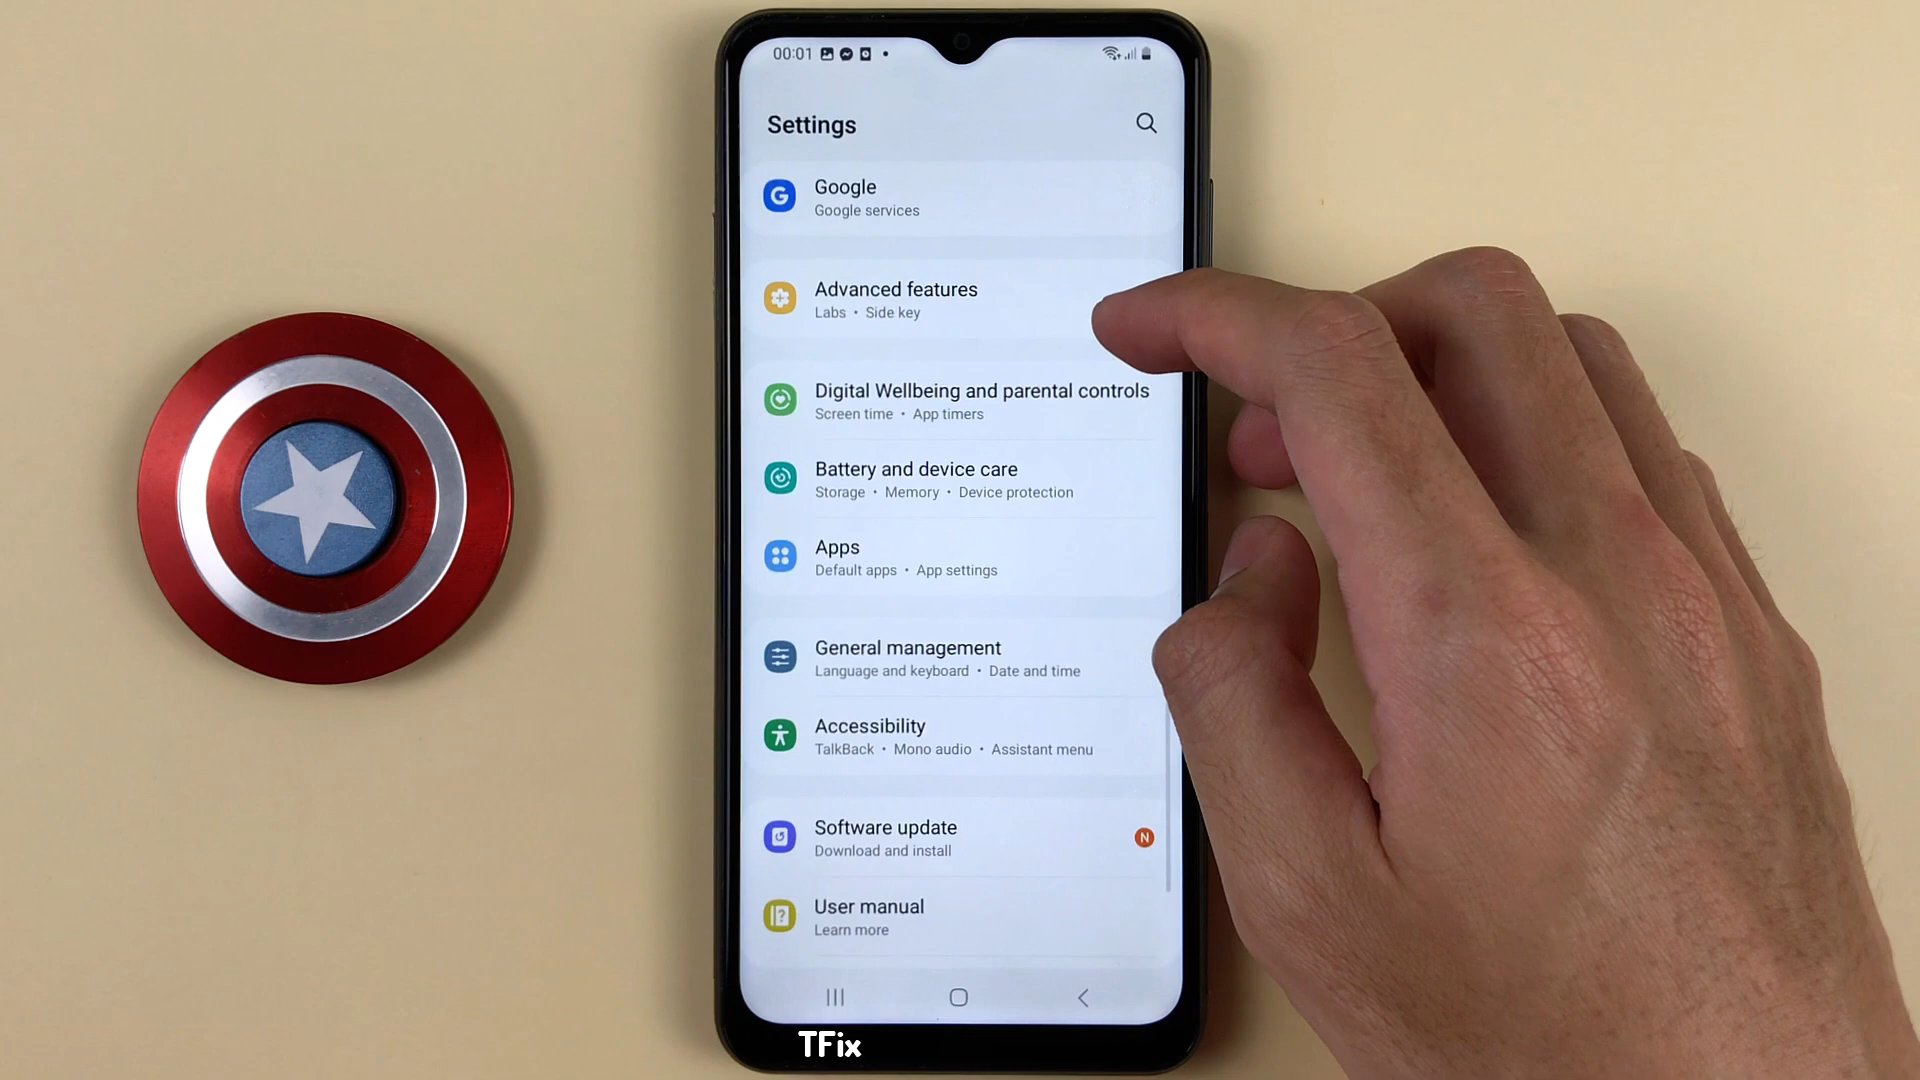 00:01
Settings
G
Google
Google services
Advanced features
Labs • Side key
Digital Wellbeing and parental controls
Screen time • App timers
Battery and device care
Storage • Memory • Device protection
Apps
Default apps • App settings
General management
Language and keyboard • Date and time
Accessibility
TalkBack • Mono audio • Assistant menu
Software update
N
Download and install
?
User manual
Learn more
TFix